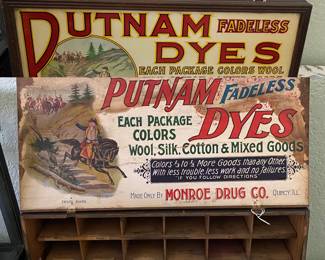 PUTNAM FADELESS
DYES
EACH PACKAGE COLORS WOOL
PUTNAM FADELESS
DYES
EACH PACKAGE
COLORS
Wool, Silk, Cotton & Mixed Goods
Colors ⅓ to ½ More Goods than any Other
With less trouble less work and no failures
"IF YOU FOLLOW DIRECTIONS"
MADE ONLY BY MONROE DRUG CO. QUINCY, ILL.